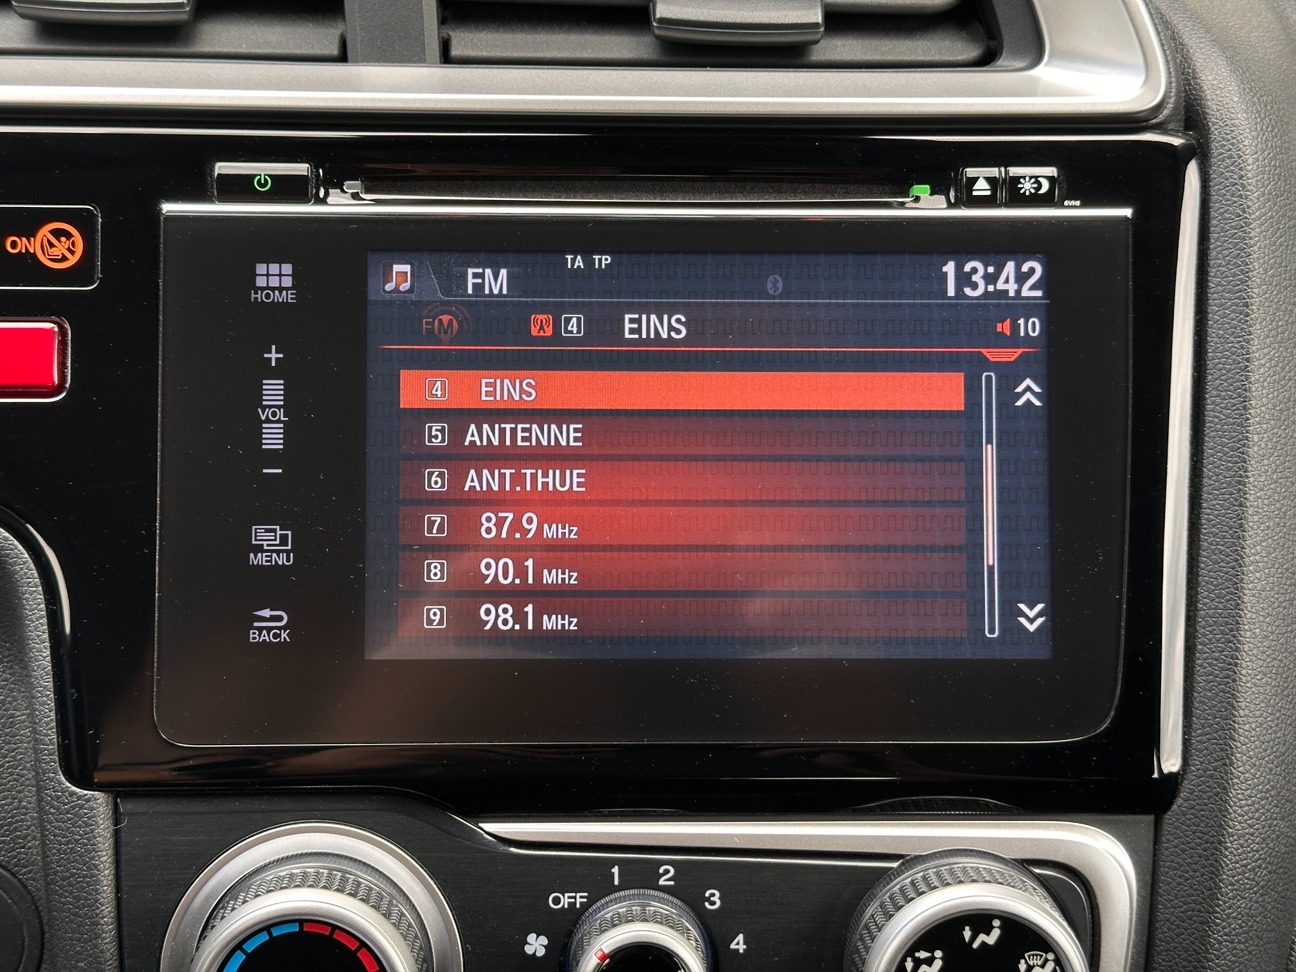 ON
HOME
+
VOL
−
MENU
BACK
FM
TA TP
13:42
FM
4 EINS
10
4 EINS
5 ANTENNE
6 ANT.THUE
7 87.9 MHz
8 90.1 MHz
9 98.1 MHz
OFF 1 2 3 4